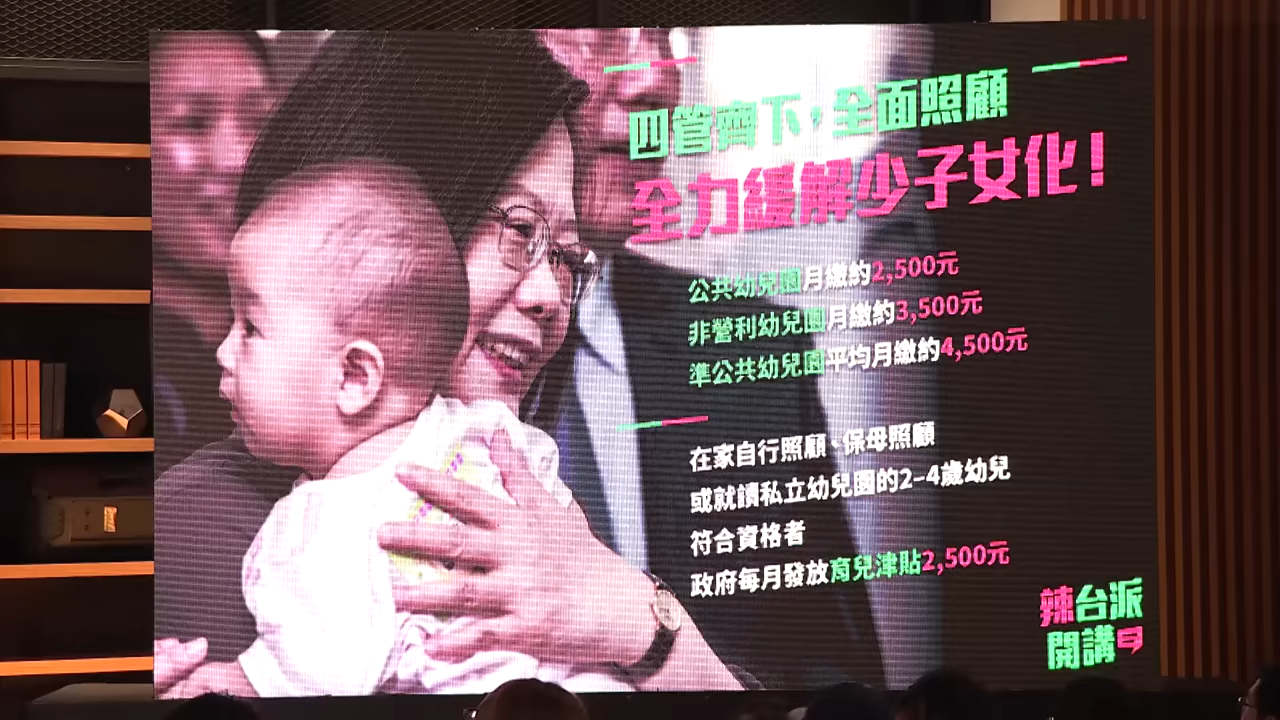 四管齊下，全面照顧
全力緩解少子女化！
公共幼兒園月繳約2,500元
非營利幼兒園月繳約3,500元
準公共幼兒園平均月繳約4,500元
在家自行照顧、保母照顧
或就讀私立幼兒園的2-4歲幼兒
符合資格者
政府每月發放育兒津貼2,500元
辣台派
開講